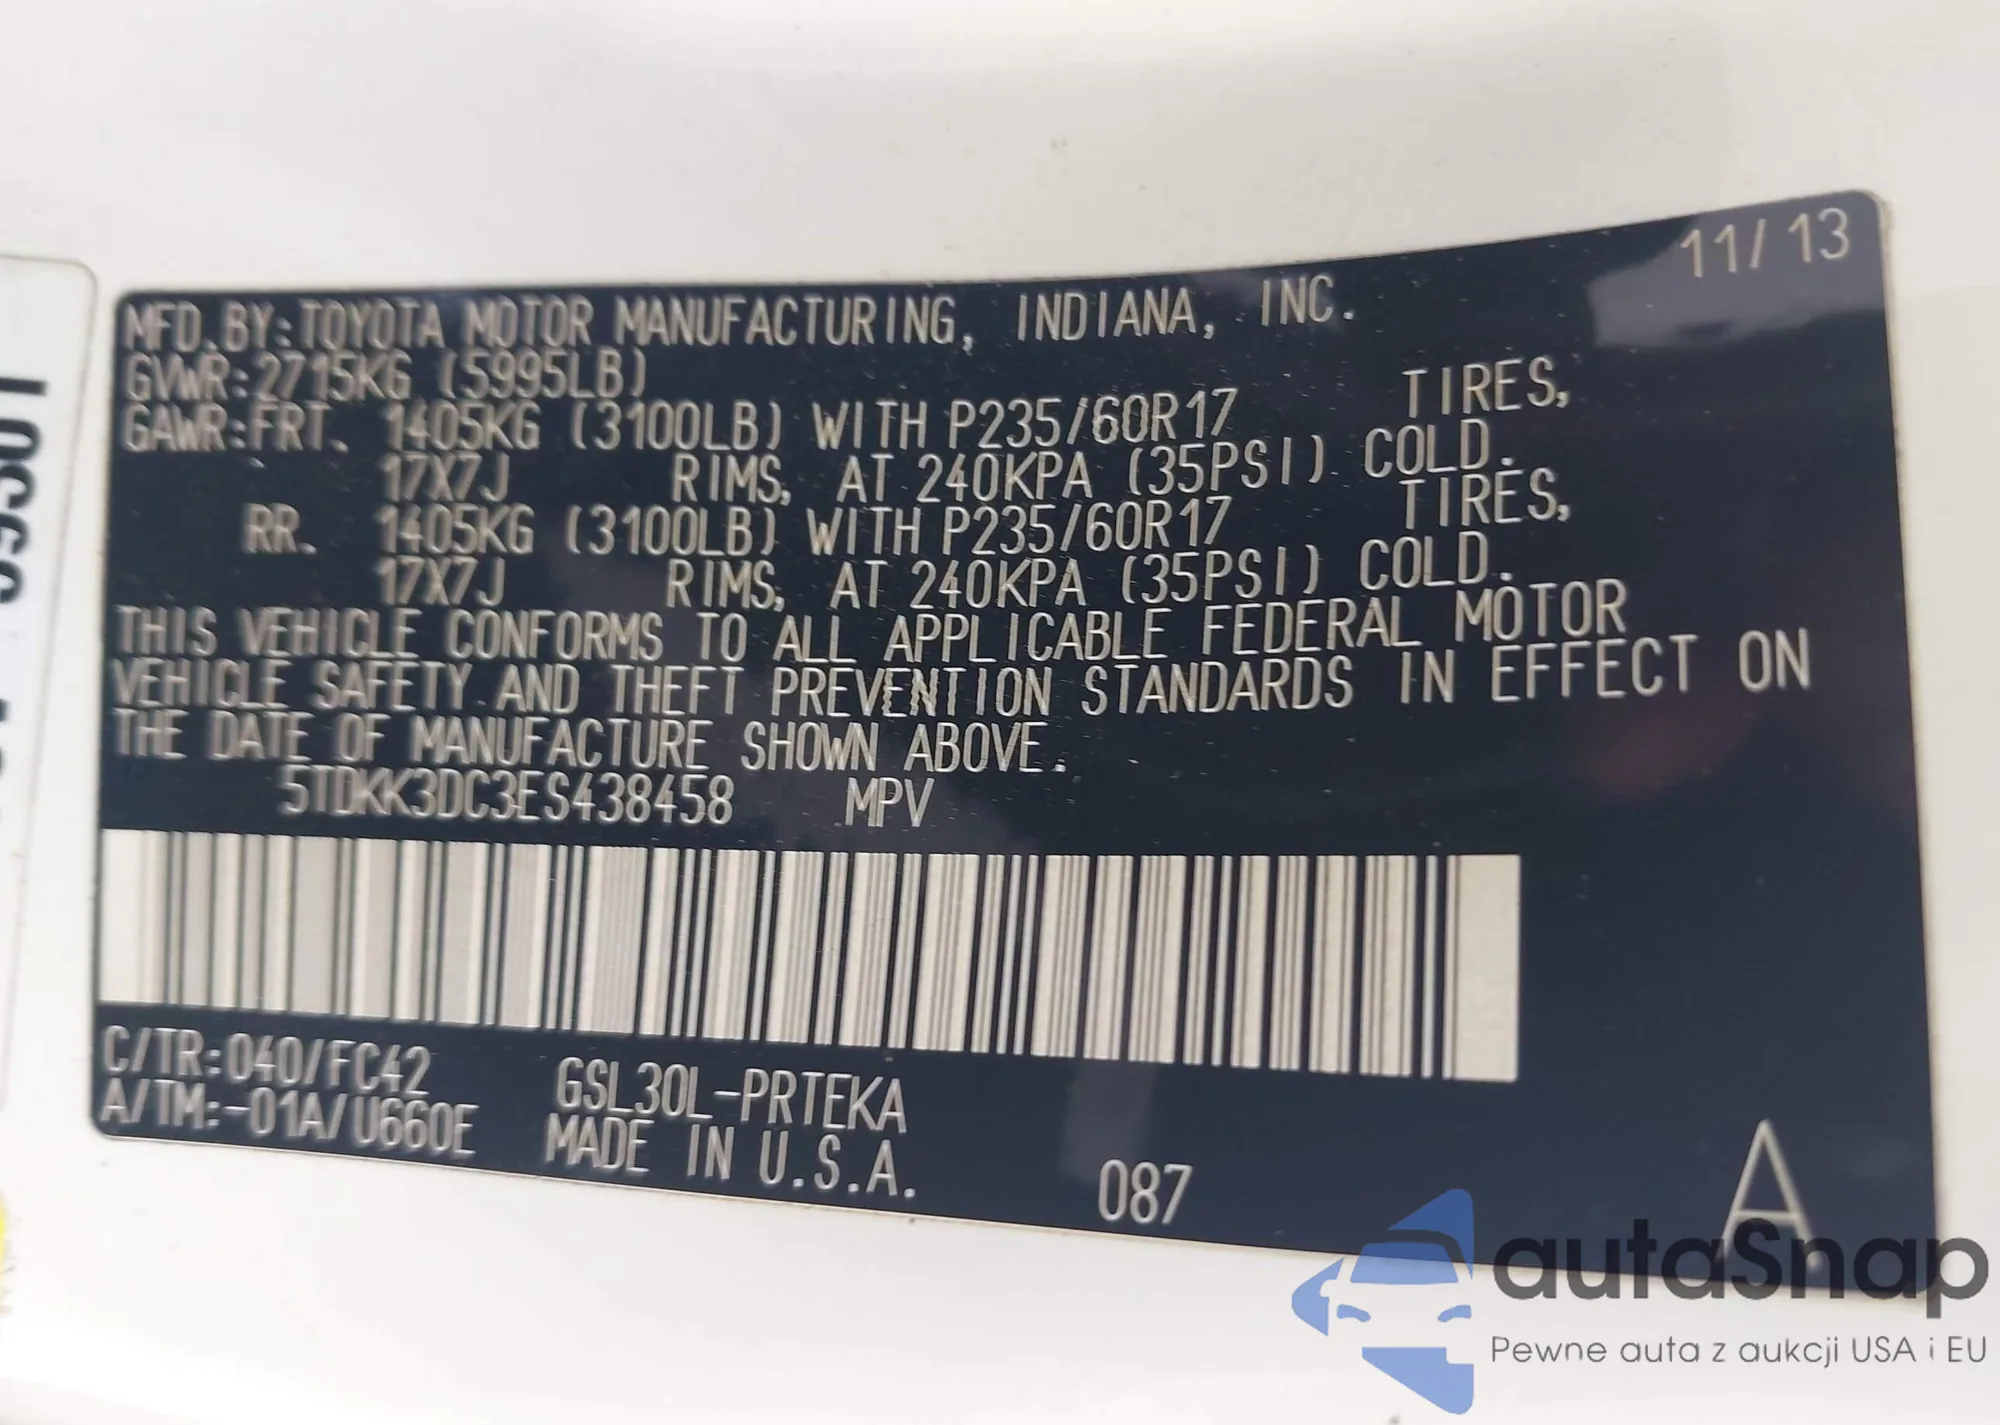 11/13
MFD.BY:TOYOTA MOTOR MANUFACTURING, INDIANA, INC.
GVWR:2715KG (5995LB)
GAWR:FRT. 1405KG (3100LB) WITH P235/60R17 TIRES,
17X7J RIMS, AT 240KPA (35PSI) COLD.
RR. 1405KG (3100LB) WITH P235/60R17 TIRES,
17X7J RIMS, AT 240KPA (35PSI) COLD.
THIS VEHICLE CONFORMS TO ALL APPLICABLE FEDERAL MOTOR
VEHICLE SAFETY AND THEFT PREVENTION STANDARDS IN EFFECT ON
THE DATE OF MANUFACTURE SHOWN ABOVE.
5TDKK3DC3ES438458 MPV
C/TR:040/FC42 GSL30L-PRTEKA
A/TM:-01A/U660E MADE IN U.S.A.
087
A
autaSnap
Pewne auta z aukcji USA i EU